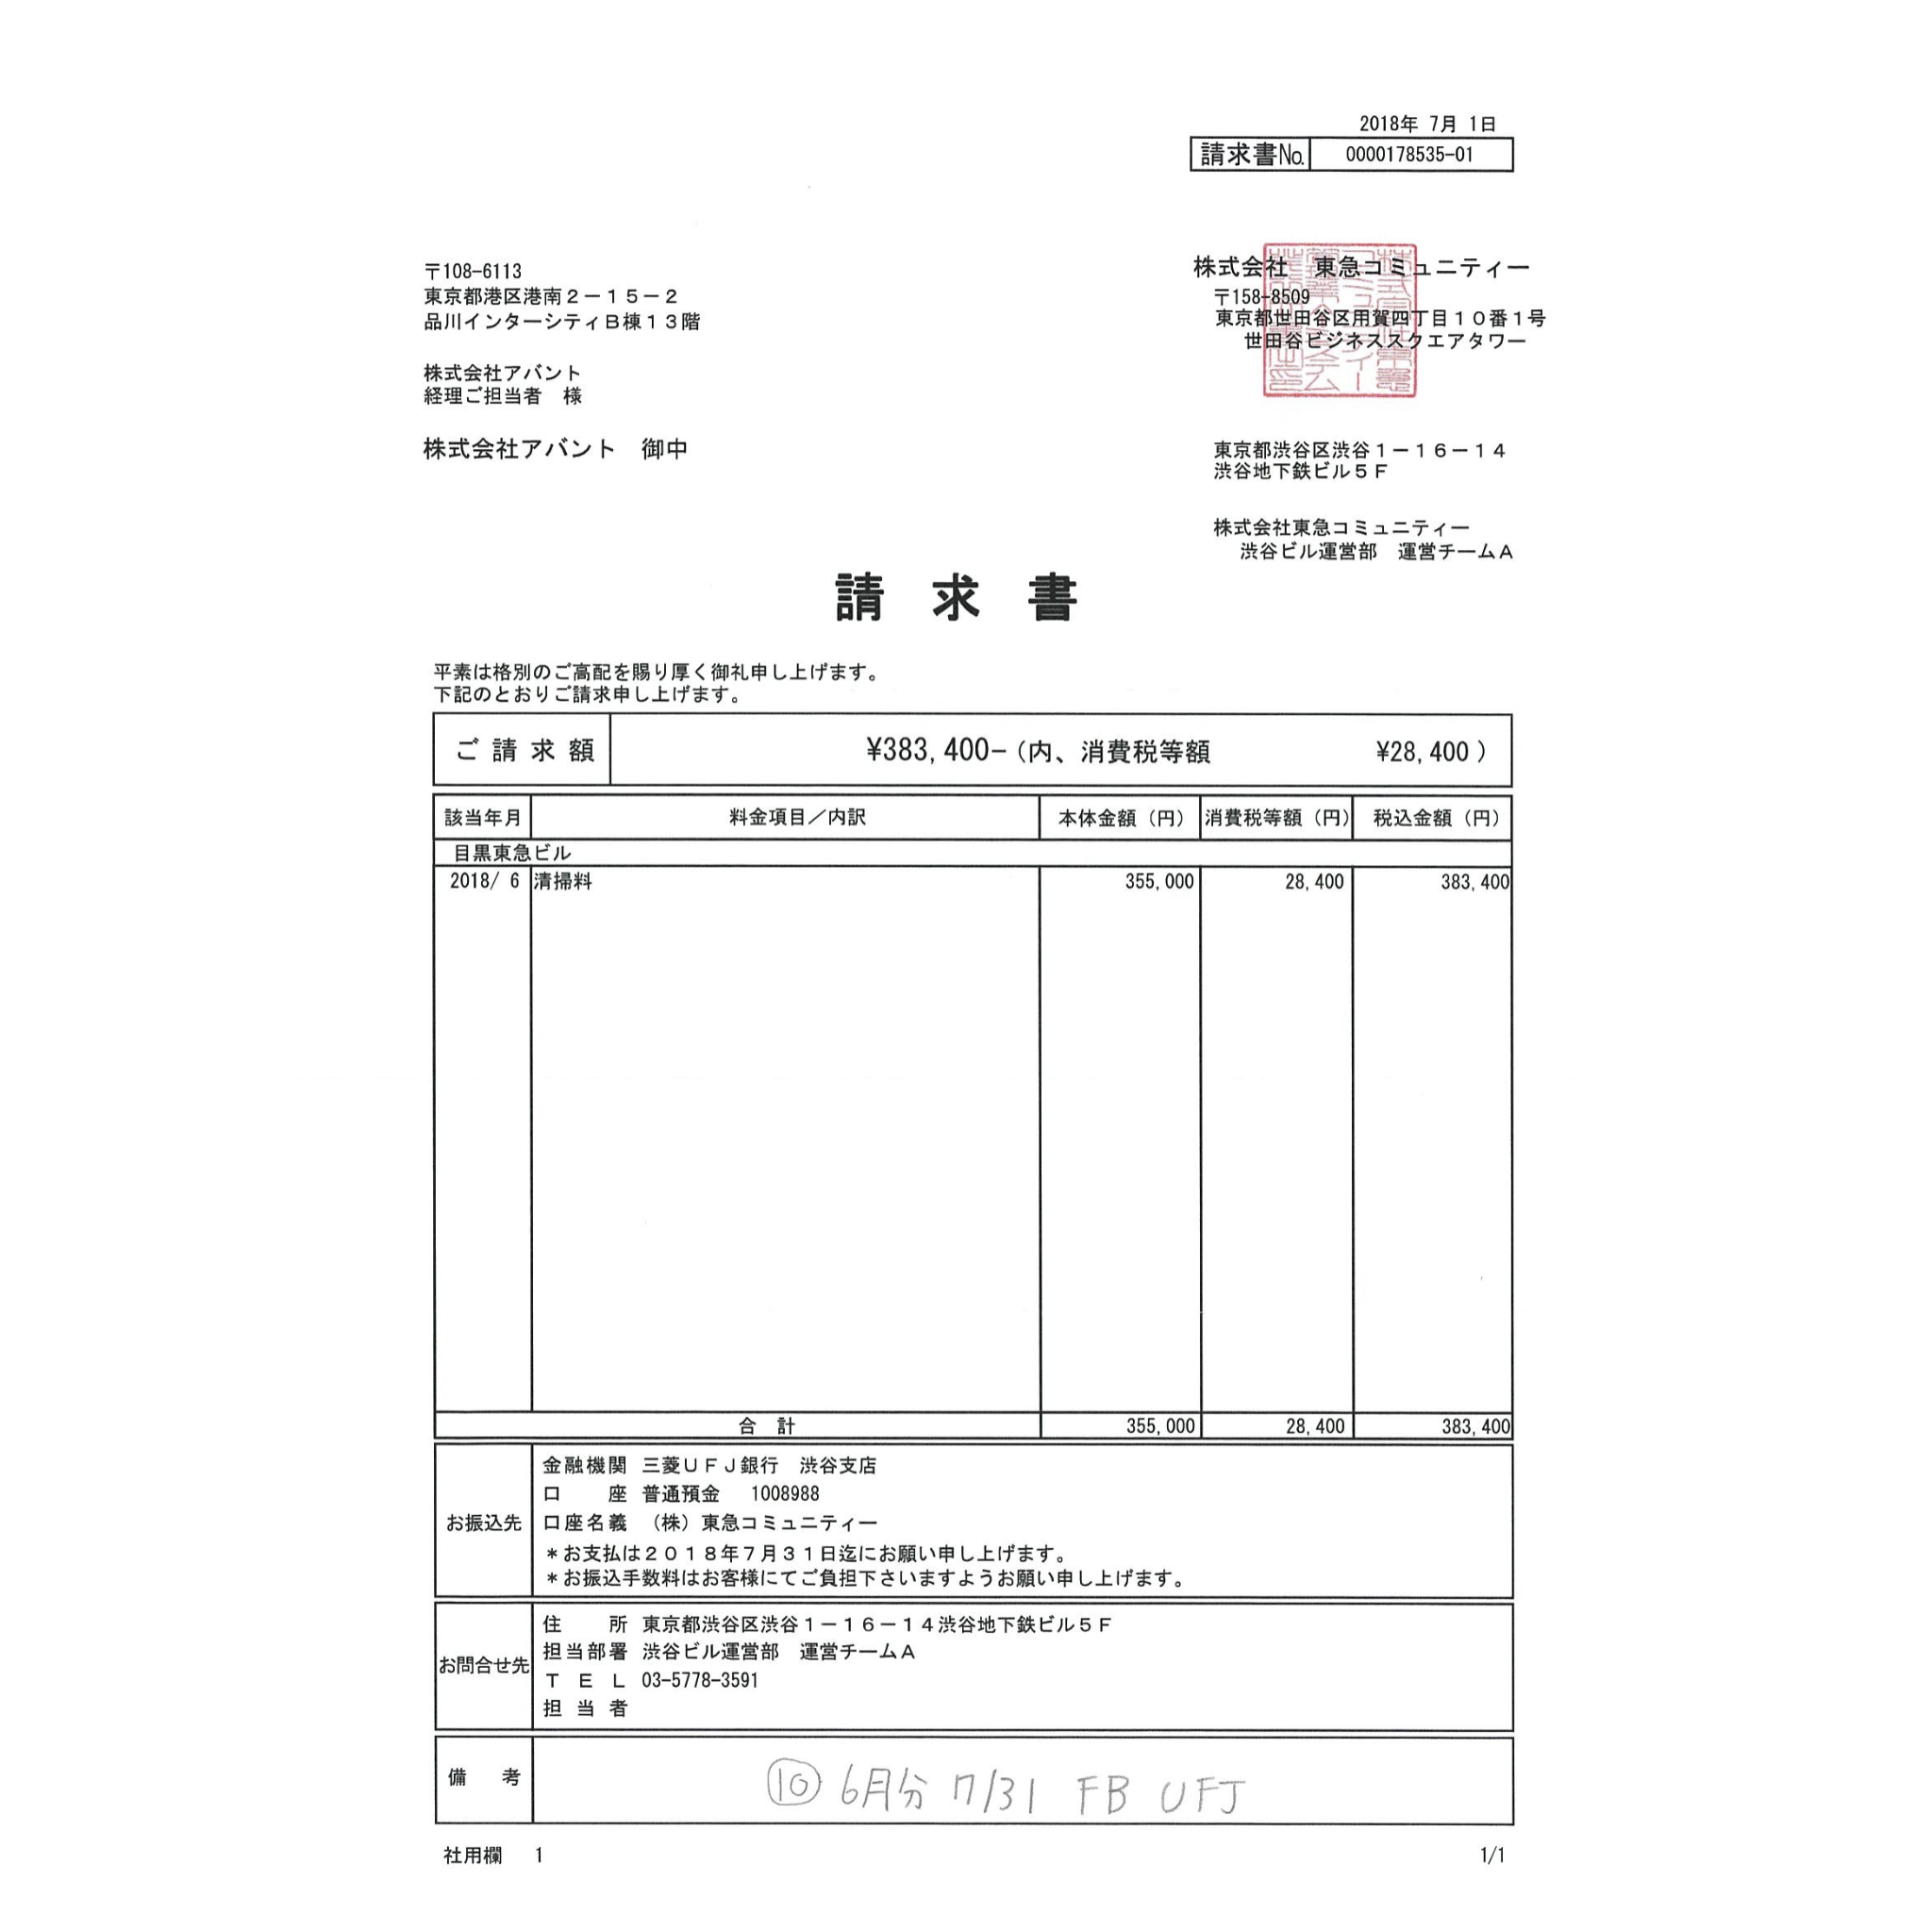 2018年 7月 1日
請求書No. 0000178535-01
〒108-6113
東京都港区港南２－１５－２
品川インターシティＢ棟１３階
株式会社アバント
経理ご担当者　様
株式会社アバント　御中
株式会社　東急コミュニティー
〒158-8509
東京都世田谷区用賀四丁目１０番１号
世田谷ビジネススクエアタワー
東京都渋谷区渋谷１－１６－１４
渋谷地下鉄ビル５Ｆ
株式会社東急コミュニティー
渋谷ビル運営部　運営チームＡ
請　求　書
平素は格別のご高配を賜り厚く御礼申し上げます。
下記のとおりご請求申し上げます。
ご請求額 ¥383,400-（内、消費税等額 ¥28,400 ）
該当年月 料金項目／内訳 本体金額（円） 消費税等額（円） 税込金額（円）
目黒東急ビル
2018/ 6 清掃料 355,000 28,400 383,400
合　計 355,000 28,400 383,400
お振込先
金融機関 三菱ＵＦＪ銀行　渋谷支店
口　　座 普通預金　1008988
口座名義 （株）東急コミュニティー
＊お支払は２０１８年７月３１日迄にお願い申し上げます。
＊お振込手数料はお客様にてご負担下さいますようお願い申し上げます。
お問合せ先
住　　所 東京都渋谷区渋谷１－１６－１４渋谷地下鉄ビル５Ｆ
担当部署 渋谷ビル運営部　運営チームＡ
ＴＥＬ 03-5778-3591
担当者
備　考 ⑩ 6月分 7/31 FB UFJ
社用欄　1 1/1